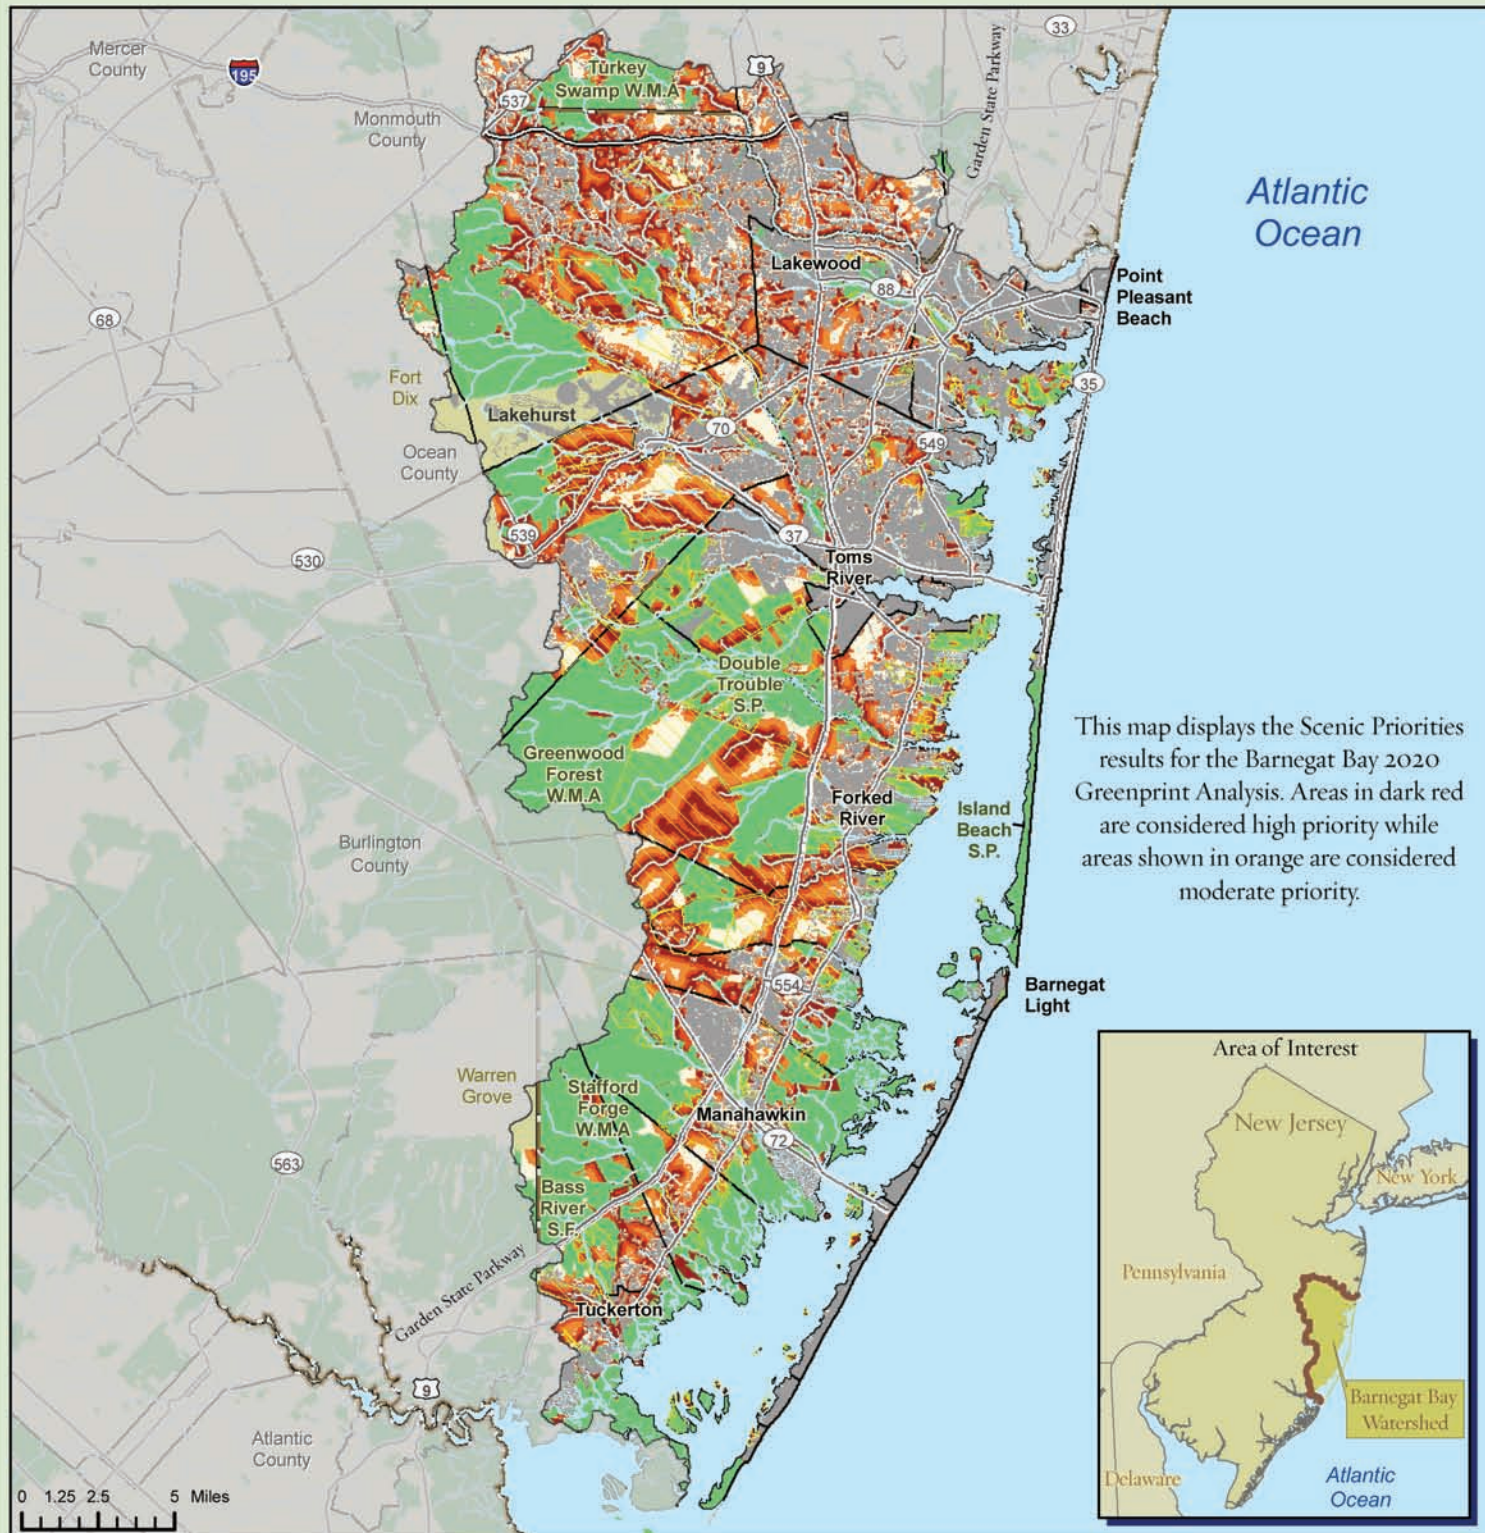 Mercer
County
195
33
Garden State Parkway
9
Turkey
Swamp W.M.A
537
Monmouth
County
Atlantic
Ocean
Lakewood
88
Point
Pleasant
Beach
68
Fort
Dix
Lakehurst
35
70
549
Ocean
County
539
530
37
Toms
River
Double
Trouble
S.P.
Greenwood
Forest
W.M.A
This map displays the Scenic Priorities
results for the Barnegat Bay 2020
Greenprint Analysis. Areas in dark red
are considered high priority while
areas shown in orange are considered
moderate priority.
Forked
River
Island
Beach
S.P.
Burlington
County
554
Barnegat
Light
Warren
Grove
Stafford
Forge
W.M.A
Manahawkin
72
563
Bass
River
S.F.
Garden State Parkway
Tuckerton
9
Atlantic
County
0 1.25 2.5 5 Miles
Area of Interest
New Jersey
New York
Pennsylvania
Barnegat Bay
Watershed
Delaware
Atlantic
Ocean